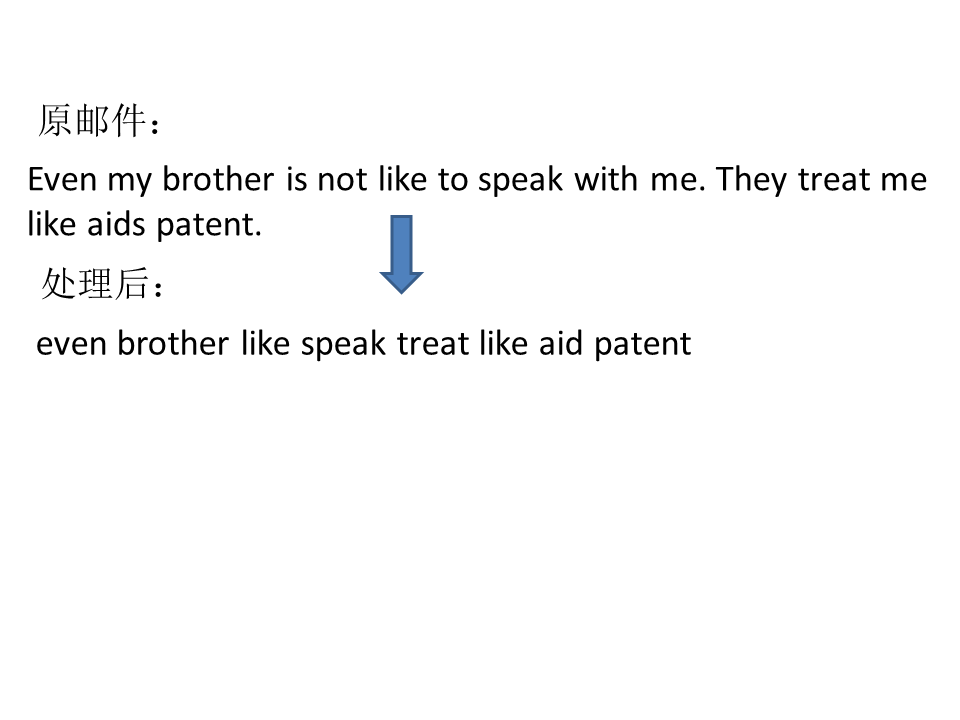 原邮件：
Even my brother is not like to speak with me. They treat me
like aids patent.
处理后：
even brother like speak treat like aid patent